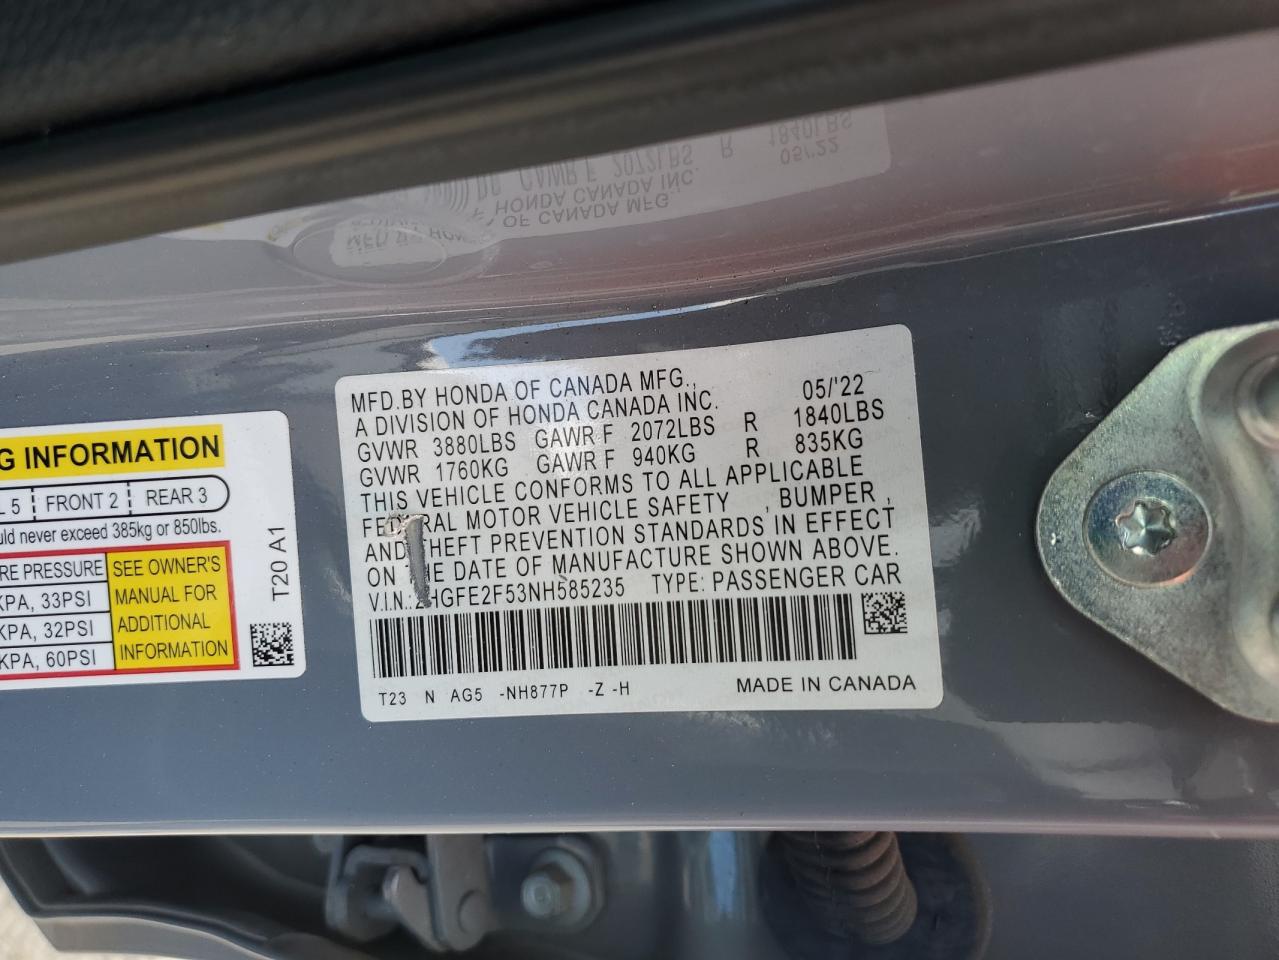 MFD.BY HONDA OF CANADA MFG., 05/'22
A DIVISION OF HONDA CANADA INC.
GVWR 3880LBS GAWR F 2072LBS R 1840LBS
GVWR 1760KG GAWR F 940KG R 835KG
THIS VEHICLE CONFORMS TO ALL APPLICABLE
MOTOR VEHICLE SAFETY , BUMPER ,
AND THEFT PREVENTION STANDARDS IN EFFECT
ON DATE OF MANUFACTURE SHOWN ABOVE.
V.I.N.: HGFE2F53NH585235 TYPE: PASSENGER CAR
T23 N AG5 -NH877P -Z -H MADE IN CANADA
G INFORMATION
L 5 FRONT 2 REAR 3
uld never exceed 385kg or 850lbs.
RE PRESSURE
KPA, 33PSI
KPA, 32PSI
KPA, 60PSI
SEE OWNER'S
MANUAL FOR
ADDITIONAL
INFORMATION
T20 A1